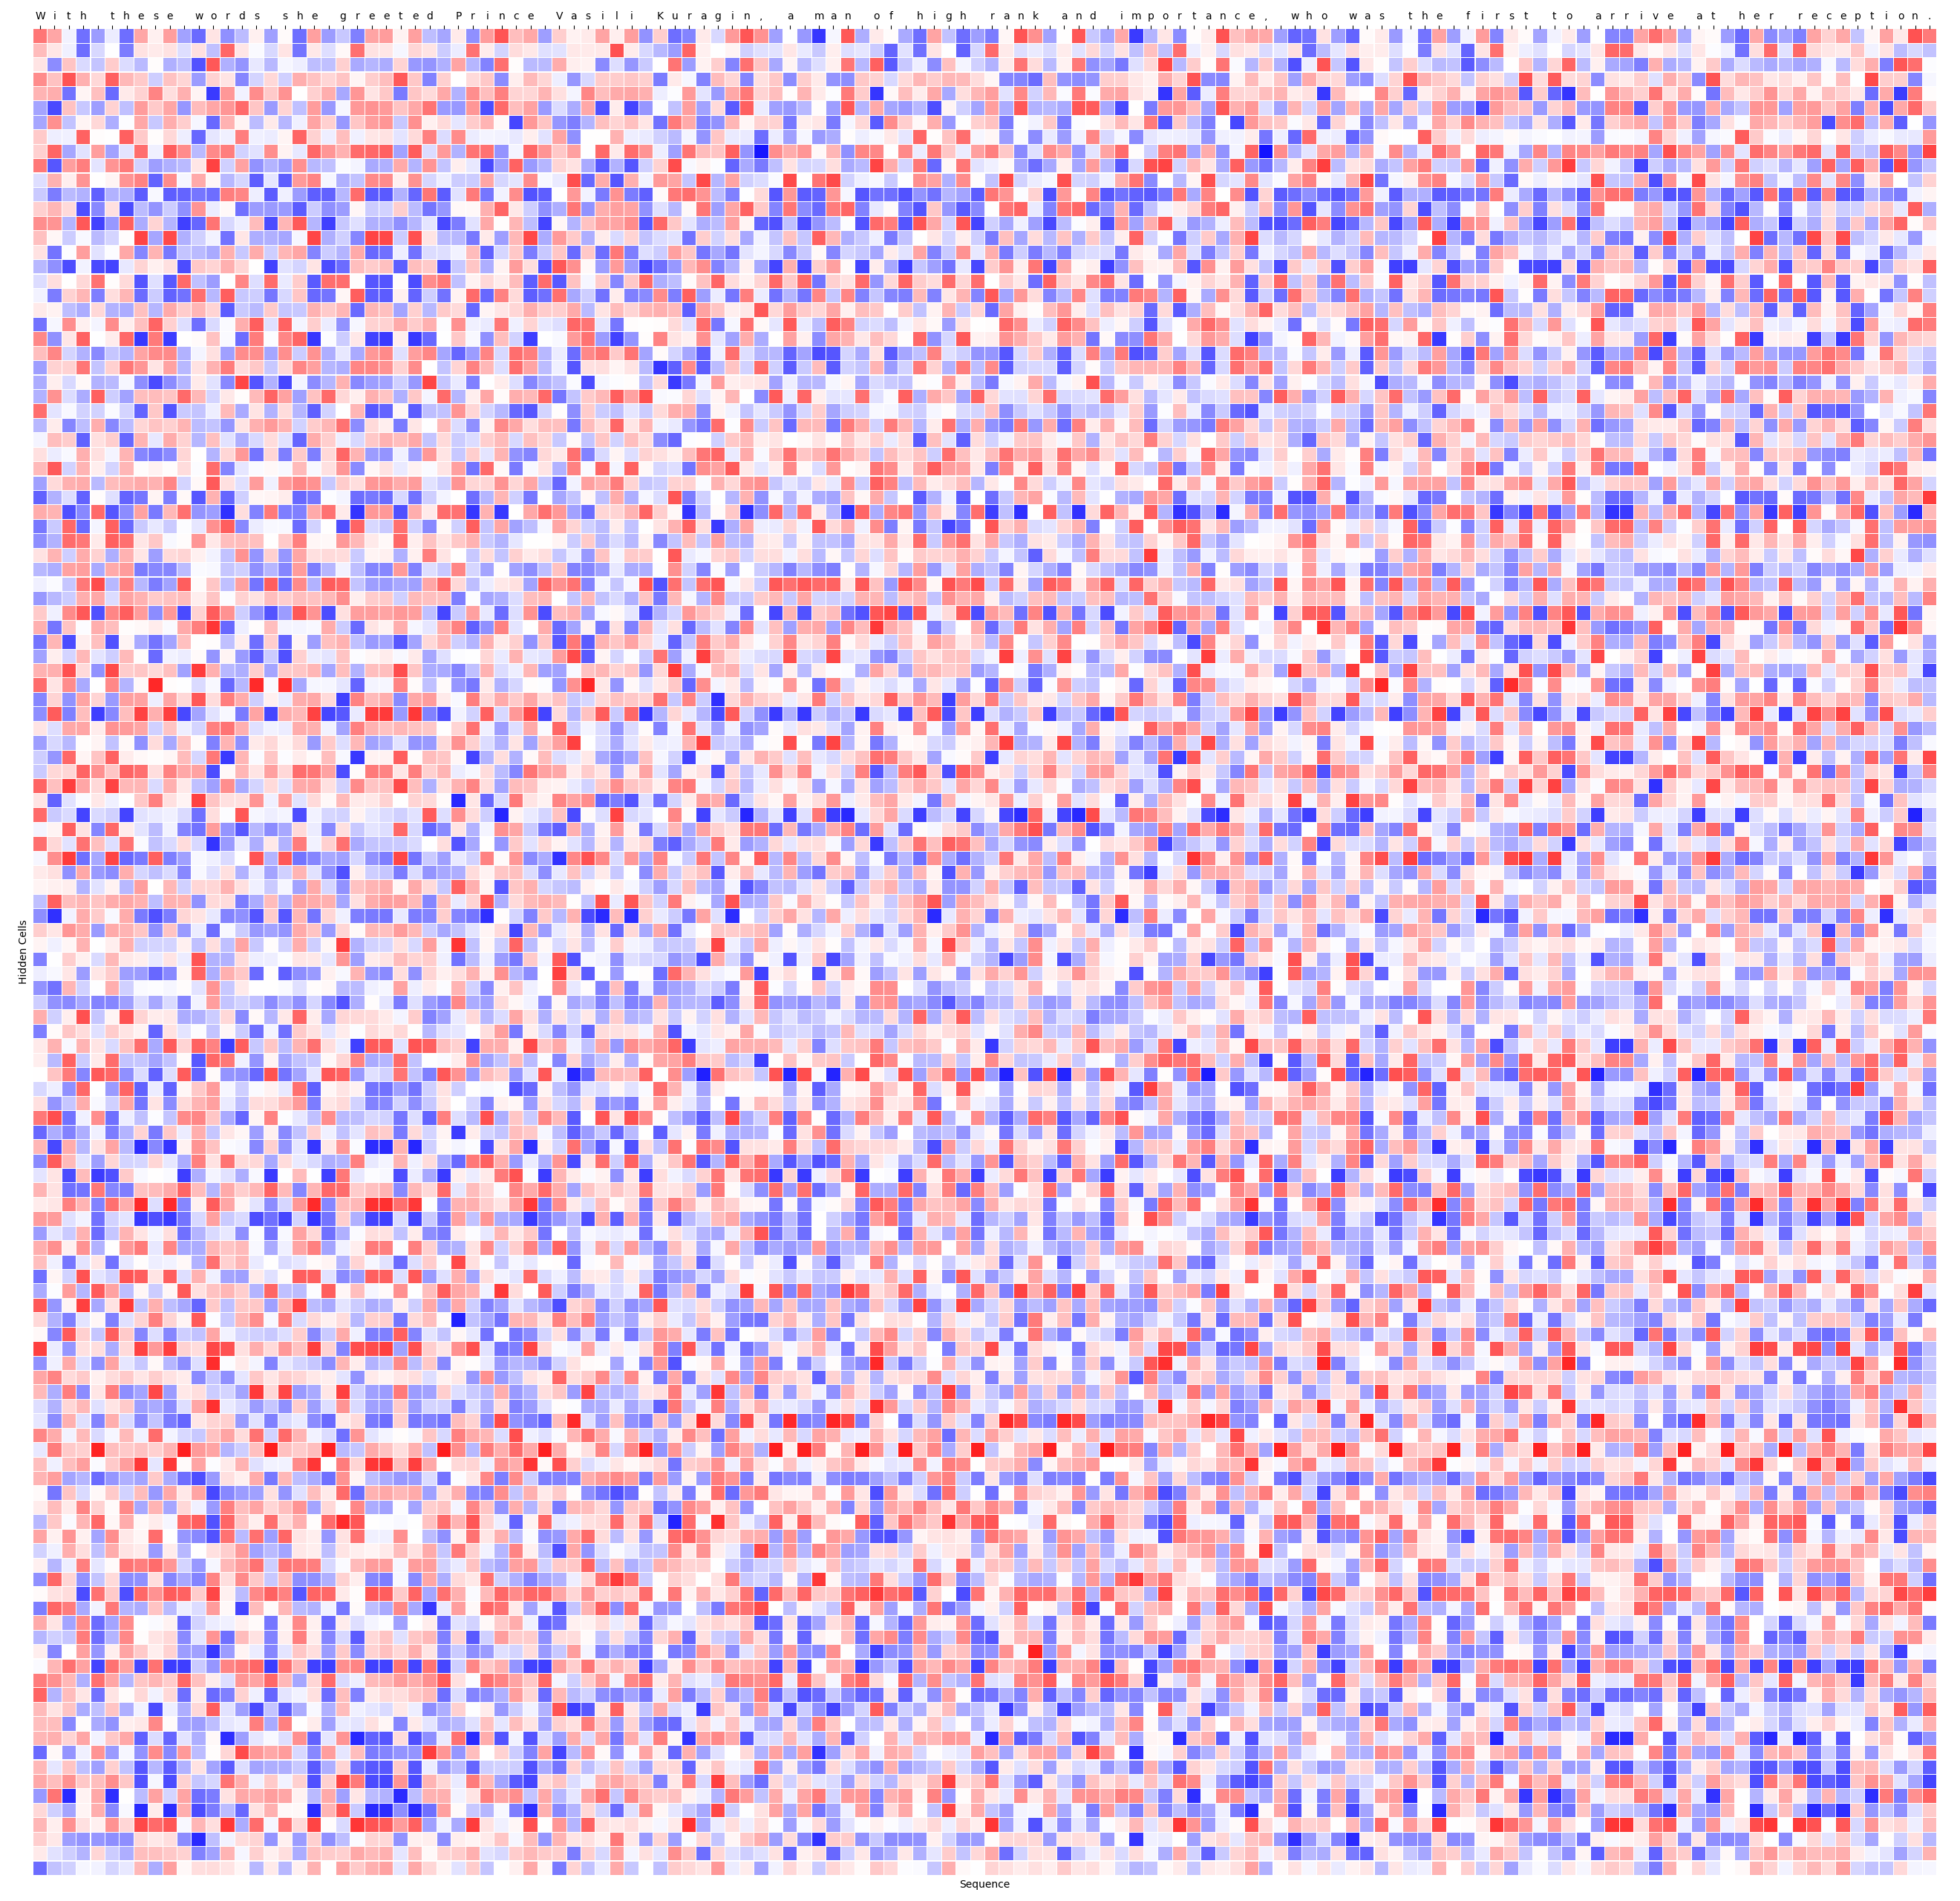 With these words she greeted Prince Vasili Kuragin, a man of high rank and importance, who was the first to arrive at her reception.
Hidden Cells
Sequence